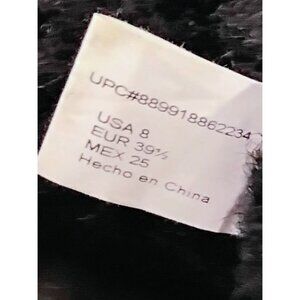 UPC#889918862234
USA 8
EUR 39½
MEX 25
Hecho en China